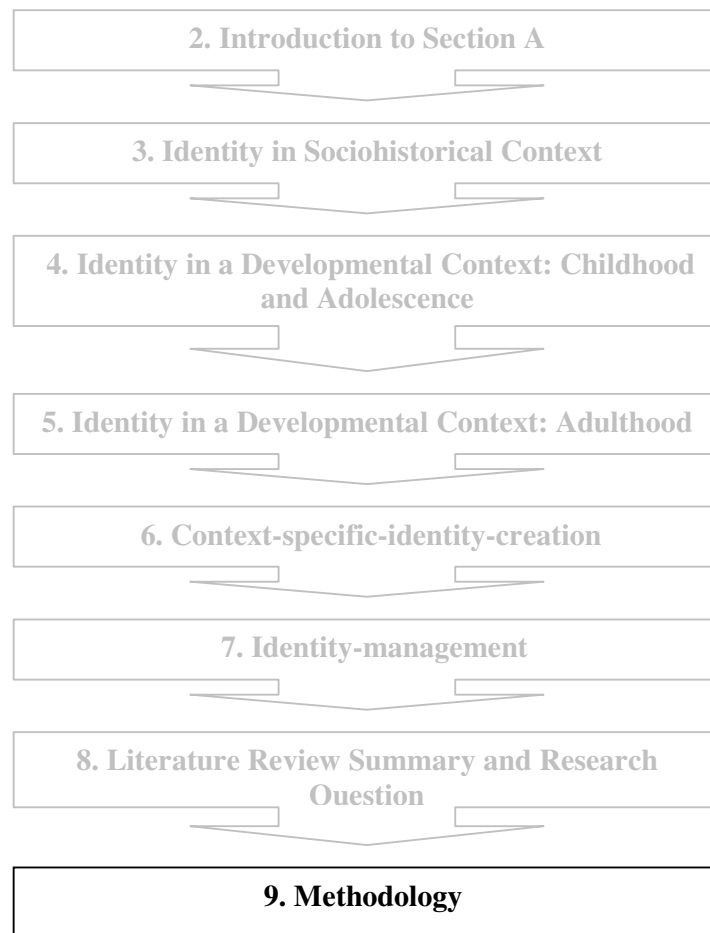 2. Introduction to Section A
3. Identity in Sociohistorical Context
4. Identity in a Developmental Context: Childhood
and Adolescence
5. Identity in a Developmental Context: Adulthood
6. Context-specific-identity-creation
7. Identity-management
8. Literature Review Summary and Research
Question
9. Methodology